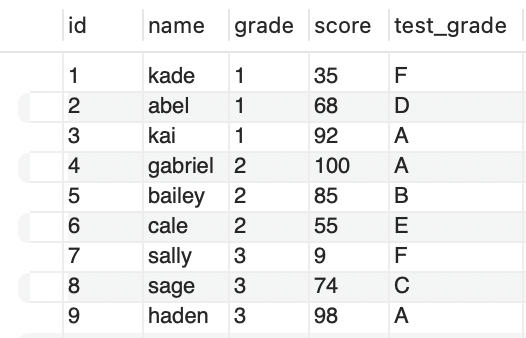 id name grade score test_grade
1 kade 1 35 F
2 abel 1 68 D
3 kai 1 92 A
4 gabriel 2 100 A
5 bailey 2 85 B
6 cale 2 55 E
7 sally 3 9 F
8 sage 3 74 C
9 haden 3 98 A